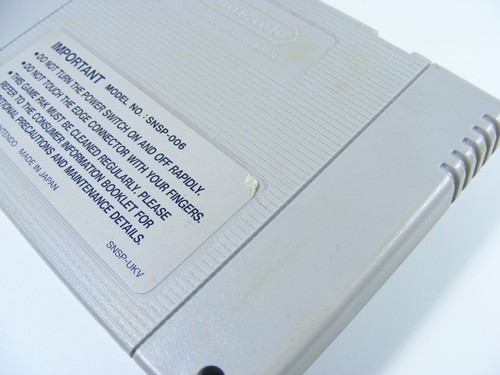 Nintendo
IMPORTANT MODEL NO.:SNSP-006
•DO NOT TURN THE POWER SWITCH ON AND OFF RAPIDLY.
•DO NOT TOUCH THE EDGE CONNECTOR WITH YOUR FINGERS.
•THIS GAME PAK MUST BE CLEANED REGULARLY. PLEASE
REFER TO THE CONSUMER INFORMATION BOOKLET FOR
PRECAUTIONS AND MAINTENANCE DETAILS.
MADE IN JAPAN
SNSP-UKV